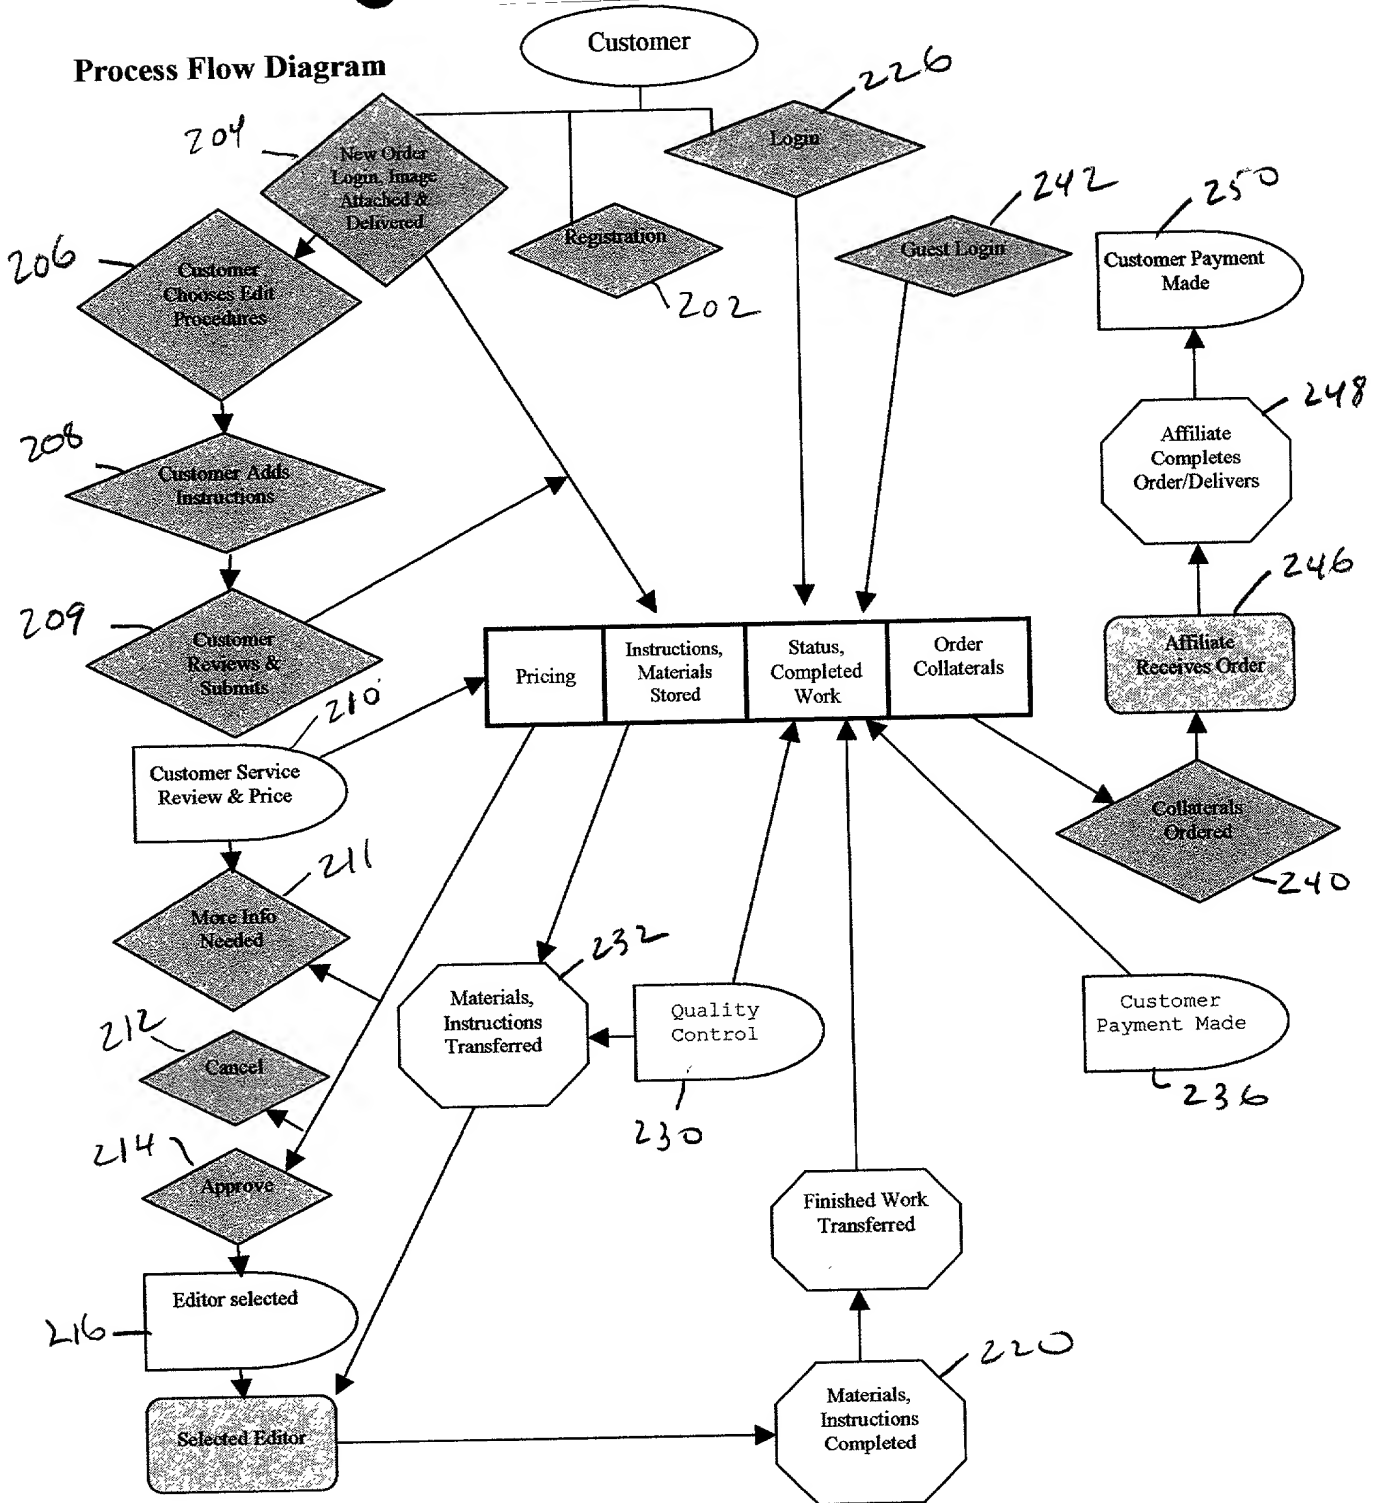 Customer
Process Flow Diagram
226
204
New Order
Login, Image
Attached &
Delivered
Login
242
250
206
Customer
Chooses Edit
Procedures
Registration
202
Guest Login
Customer Payment
Made
248
208
Customer Adds
Instructions
Affiliate
Completes
Order/Delivers
246
209
Customer
Reviews &
Submits
210
Pricing
Instructions,
Materials
Stored
Status,
Completed
Work
Order
Collaterals
Affiliate
Receives Order
Customer Service
Review & Price
Collaterals
Ordered
240
211
More Info
Needed
232
Materials,
Instructions
Transferred
Quality
Control
230
Customer
Payment Made
236
212
Cancel
214
Approve
Finished Work
Transferred
216
Editor selected
220
Materials,
Instructions
Completed
Selected Editor